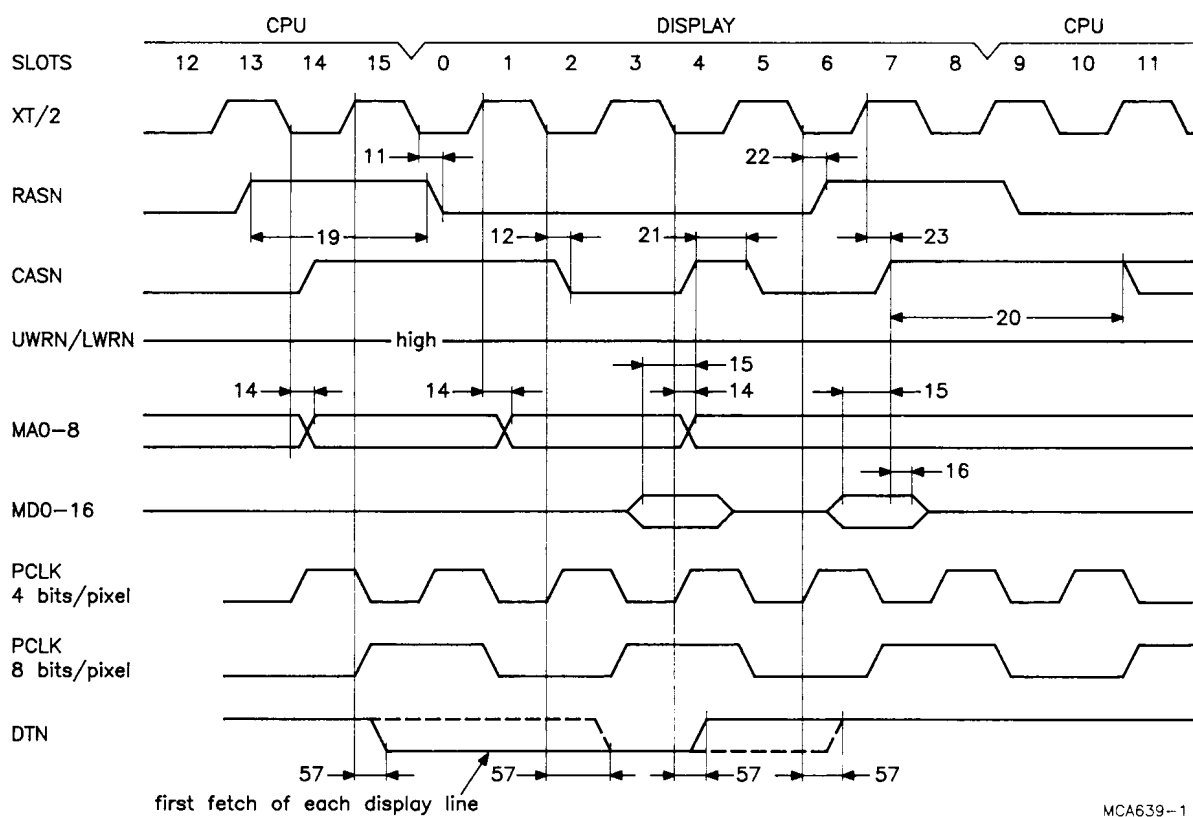 CPU DISPLAY CPU
SLOTS 12 13 14 15 0 1 2 3 4 5 6 7 8 9 10 11
XT/2
11 22
RASN
19 12 21 23
CASN
20
UWRN/LWRN high
15
14 14 14 15
MA0-8
16
MD0-16
PCLK
4 bits/pixel
PCLK
8 bits/pixel
DTN
57 57 57 57
first fetch of each display line
MCA639-1